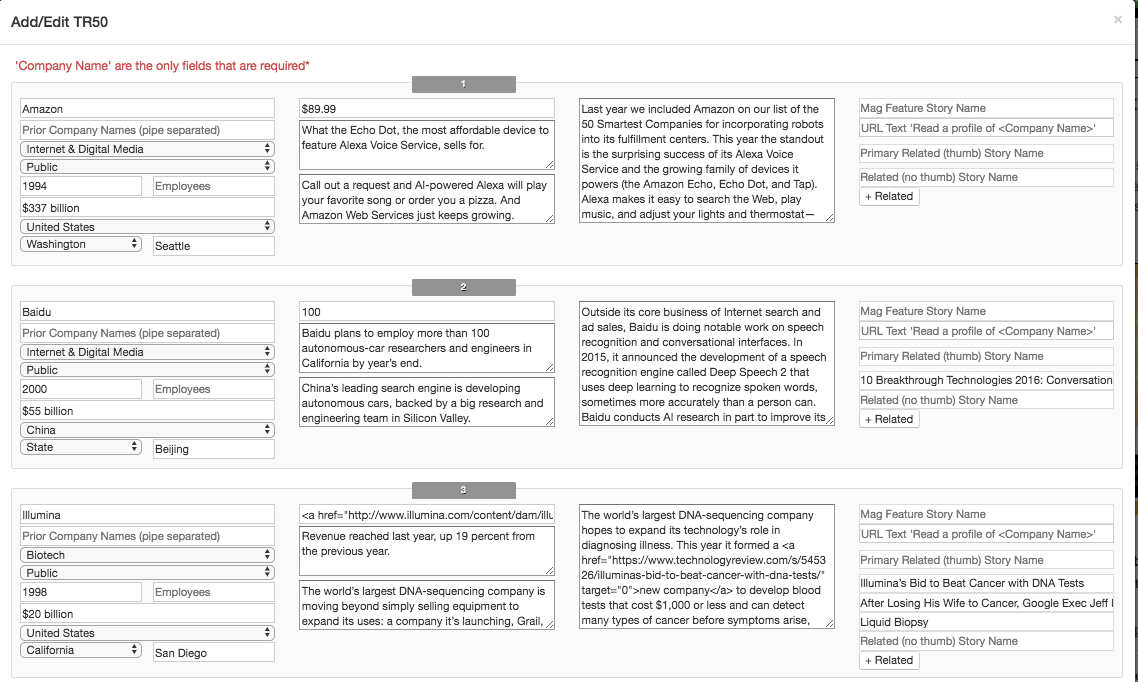 Add/Edit TR50
×
'Company Name' are the only fields that are required*
1
Amazon
Prior Company Names (pipe separated)
Internet & Digital Media
Public
1994
Employees
$337 billion
United States
Washington
Seattle
$89.99
What the Echo Dot, the most affordable device to
feature Alexa Voice Service, sells for.
Call out a request and AI-powered Alexa will play
your favorite song or order you a pizza. And
Amazon Web Services just keeps growing.
Last year we included Amazon on our list of the
50 Smartest Companies for incorporating robots
into its fulfillment centers. This year the standout
is the surprising success of its Alexa Voice
Service and the growing family of devices it
powers (the Amazon Echo, Echo Dot, and Tap).
Alexa makes it easy to search the Web, play
music, and adjust your lights and thermostat—
Mag Feature Story Name
URL Text 'Read a profile of <Company Name>'
Primary Related (thumb) Story Name
Related (no thumb) Story Name
+ Related
2
Baidu
Prior Company Names (pipe separated)
Internet & Digital Media
Public
2000
Employees
$55 billion
China
State
Beijing
100
Baidu plans to employ more than 100
autonomous-car researchers and engineers in
California by year's end.
China's leading search engine is developing
autonomous cars, backed by a big research and
engineering team in Silicon Valley.
Outside its core business of Internet search and
ad sales, Baidu is doing notable work on speech
recognition and conversational interfaces. In
2015, it announced the development of a speech
recognition engine called Deep Speech 2 that
uses deep learning to recognize spoken words,
sometimes more accurately than a person can.
Baidu conducts AI research in part to improve its
Mag Feature Story Name
URL Text 'Read a profile of <Company Name>'
Primary Related (thumb) Story Name
10 Breakthrough Technologies 2016: Conversation
Related (no thumb) Story Name
+ Related
3
Illumina
Prior Company Names (pipe separated)
Biotech
Public
1998
Employees
$20 billion
United States
California
San Diego
<a href="http://www.illumina.com/content/dam/illu
Revenue reached last year, up 19 percent from
the previous year.
The world's largest DNA-sequencing company is
moving beyond simply selling equipment to
expand its uses: a company it's launching, Grail,
The world's largest DNA-sequencing company
hopes to expand its technology's role in
diagnosing illness. This year it formed a <a
href="https://www.technologyreview.com/s/5453
26/illuminas-bid-to-beat-cancer-with-dna-tests/"
target="0">new company</a> to develop blood
tests that cost $1,000 or less and can detect
many types of cancer before symptoms arise,
Mag Feature Story Name
URL Text 'Read a profile of <Company Name>'
Primary Related (thumb) Story Name
Illumina's Bid to Beat Cancer with DNA Tests
After Losing His Wife to Cancer, Google Exec Jeff
Liquid Biopsy
Related (no thumb) Story Name
+ Related